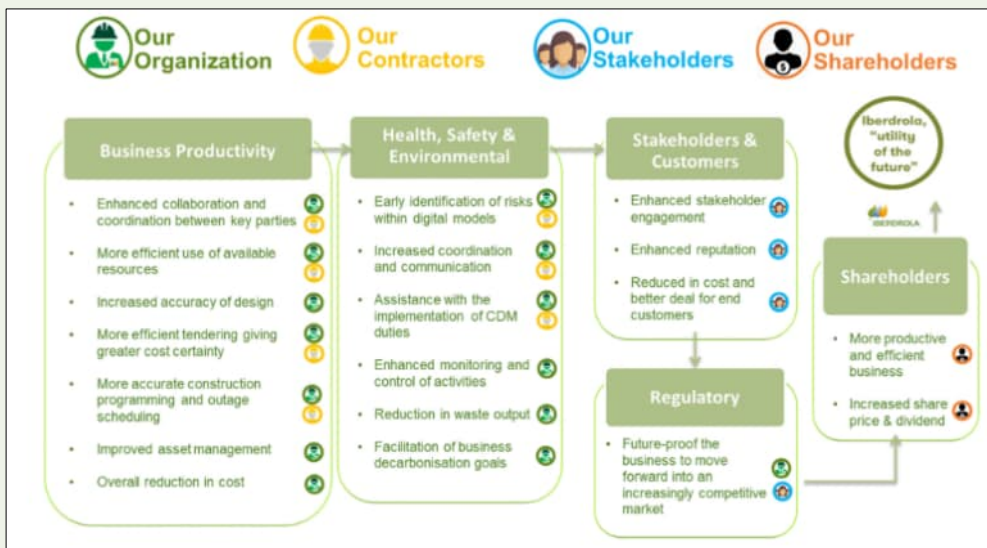 Our
Organization
Our
Contractors
Our
Stakeholders
Our
Shareholders
Business Productivity
• Enhanced collaboration and
coordination between key parties
• More efficient use of available
resources
• Increased accuracy of design
• More efficient tendering giving
greater cost certainty
• More accurate construction
programming and outage
scheduling
• Improved asset management
• Overall reduction in cost
Health, Safety &
Environmental
• Early identification of risks
within digital models
• Increased coordination
and communication
• Assistance with the
implementation of CDM
duties
• Enhanced monitoring and
control of activities
• Reduction in waste output
• Facilitation of business
decarbonisation goals
Stakeholders &
Customers
• Enhanced stakeholder
engagement
• Enhanced reputation
• Reduced in cost and
better deal for end
customers
Regulatory
• Future-proof the
business to move
forward into an
increasingly competitive
market
Iberdrola,
"utility
of the
future"
IBERDROLA
Shareholders
• More productive
and efficient
business
• Increased share
price & dividend